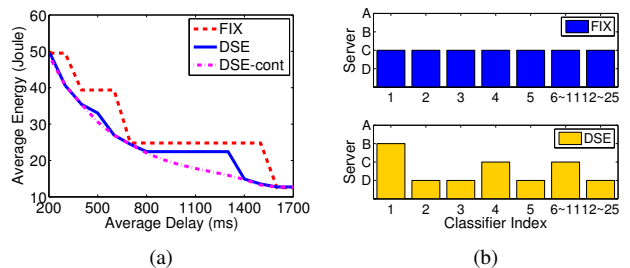 60
50
40
30
20
10
Average Energy (Joule)
FIX
DSE
DSE-cont
200 500 800 1100 1400 1700
Average Delay (ms)
(a)
A
B
C
D
Server
FIX
1 2 3 4 5 6~11 12~25
A
B
C
D
Server
DSE
1 2 3 4 5 6~11 12~25
Classifier Index
(b)